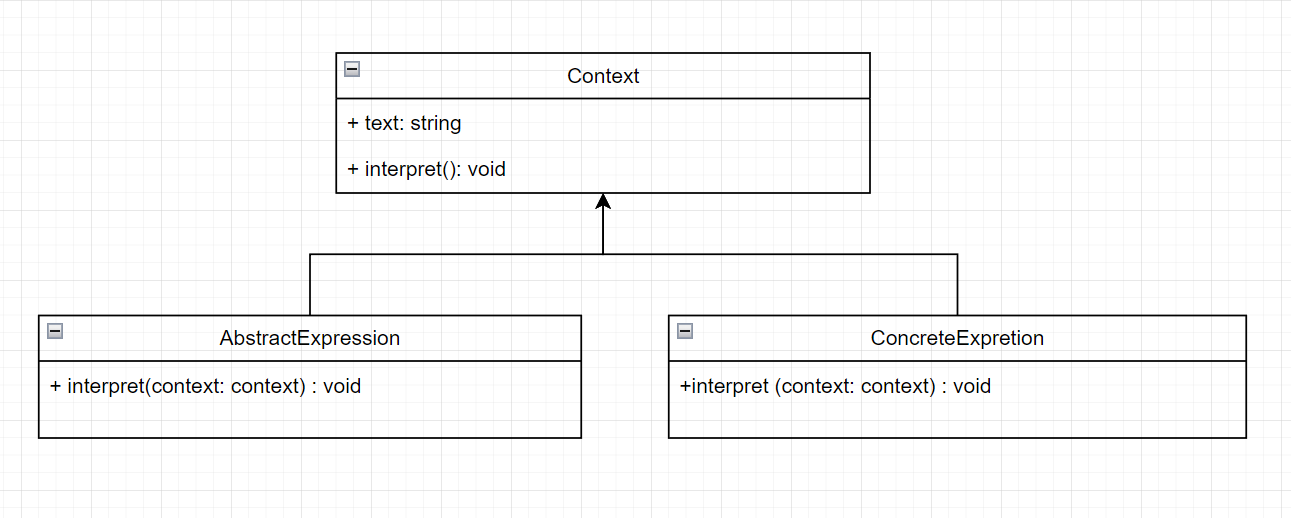 Context
+ text: string
+ interpret(): void
AbstractExpression
+ interpret(context: context) : void
ConcreteExpretion
+interpret (context: context) : void